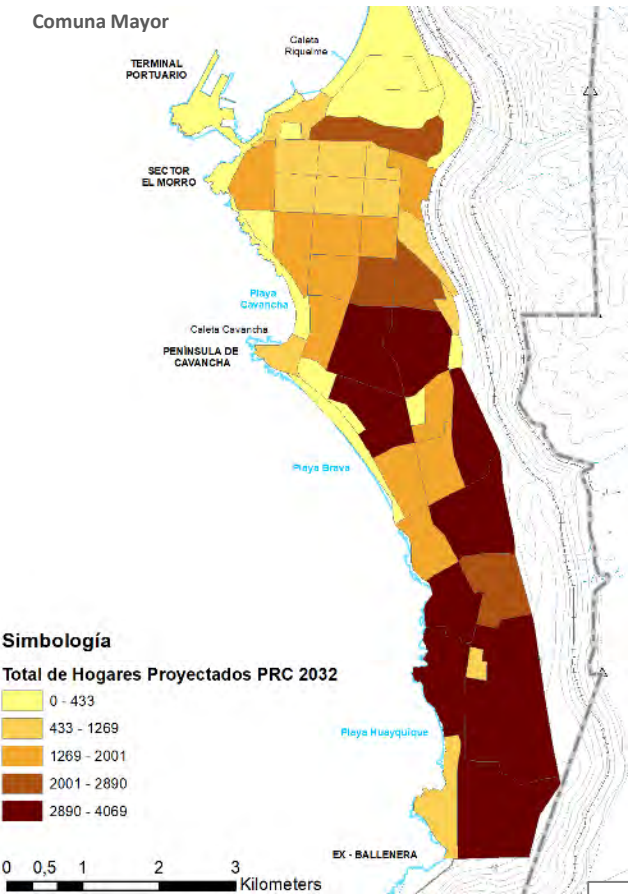 Comuna Mayor
Caleta
Riquelme
TERMINAL
PORTUARIO
SECTOR
EL MORRO
Playa
Cavancha
Caleta Cavancha
PENÍNSULA DE
CAVANCHA
Playa Brava
Playa Huayquique
EX - BALLENERA
Simbología
Total de Hogares Proyectados PRC 2032
0 - 433
433 - 1269
1269 - 2001
2001 - 2890
2890 - 4069
0 0,5 1 2 3
Kilometers